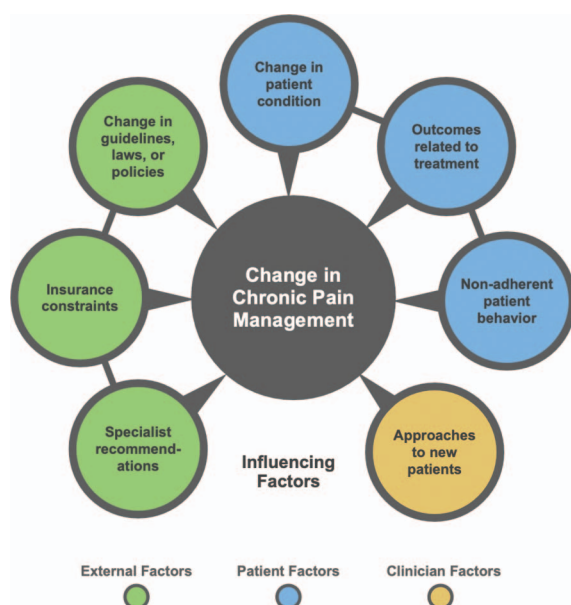 Change in
patient
condition
Outcomes
related to
treatment
Non-adherent
patient
behavior
Approaches
to new
patients
Specialist
recommend-
ations
Insurance
constraints
Change in
guidelines,
laws, or
policies
Change in
Chronic Pain
Management
Influencing
Factors
External Factors
Patient Factors
Clinician Factors